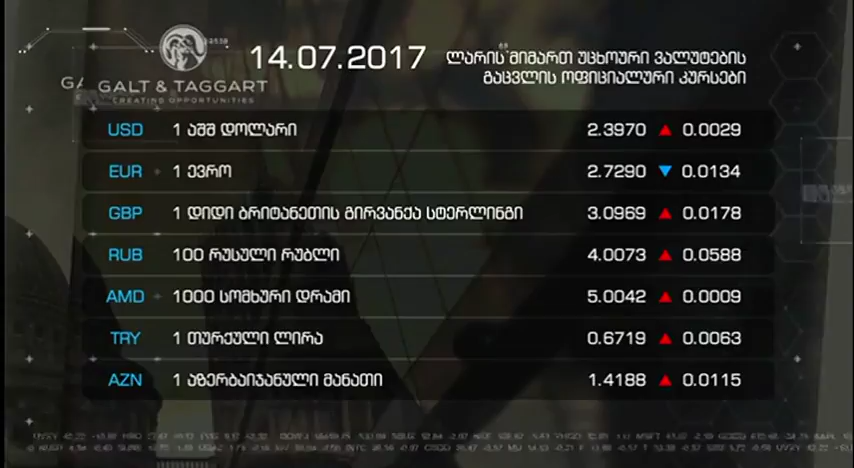 14.07.2017
ლარის მიმართ უცხოური ვალუტების
გაცვლის ოფიციალური კურსები
GALT & TAGGART
CREATING OPPORTUNITIES
USD 1 აშშ დოლარი 2.3970 ▲ 0.0029
EUR 1 ევრო 2.7290 ▼ 0.0134
GBP 1 დიდი ბრიტანეთის გირვანქა სტერლინგი 3.0969 ▲ 0.0178
RUB 100 რუსული რუბლი 4.0073 ▲ 0.0588
AMD 1000 სომხური დრამი 5.0042 ▲ 0.0009
TRY 1 თურქული ლირა 0.6719 ▲ 0.0063
AZN 1 აზერბაიჯანული მანათი 1.4188 ▲ 0.0115